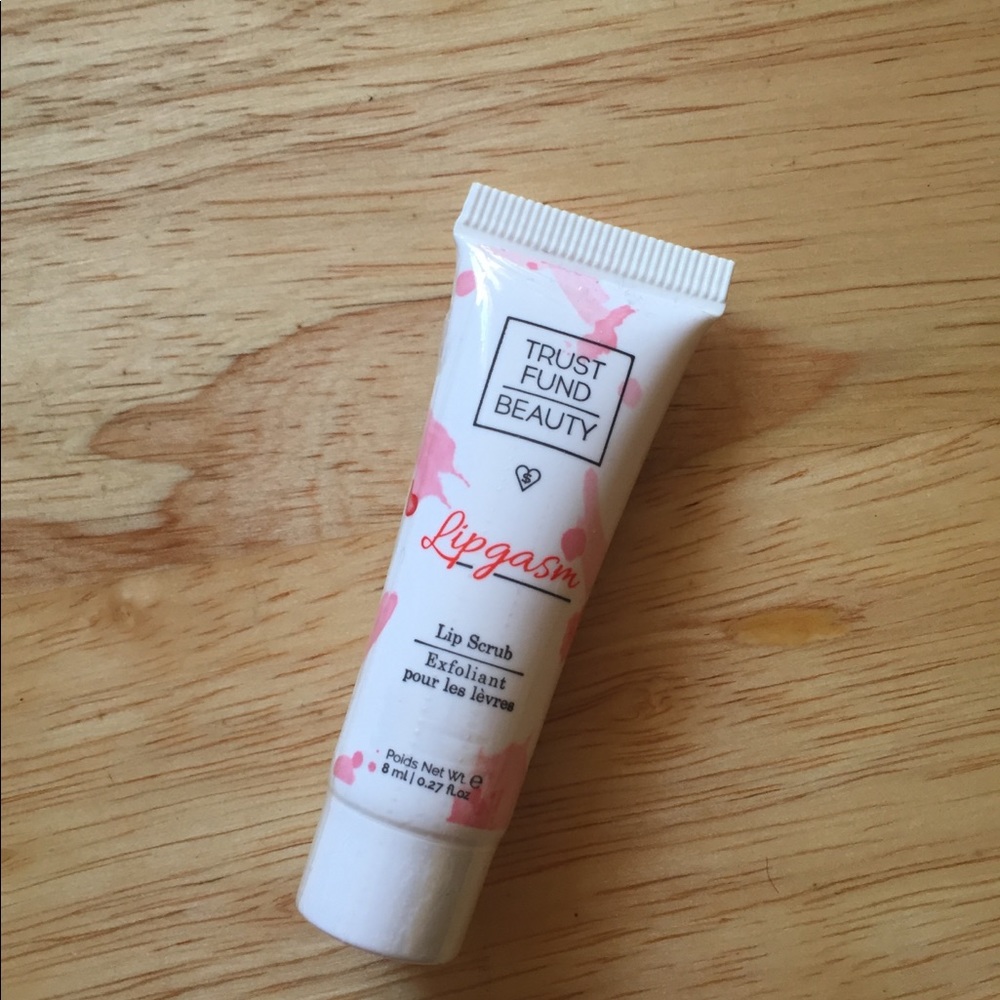 TRUST
FUND
BEAUTY
$
Lipgasm
Lip Scrub
Exfoliant
pour les lèvres
Poids Net Wt. e
8 ml | 0.27 fl.oz